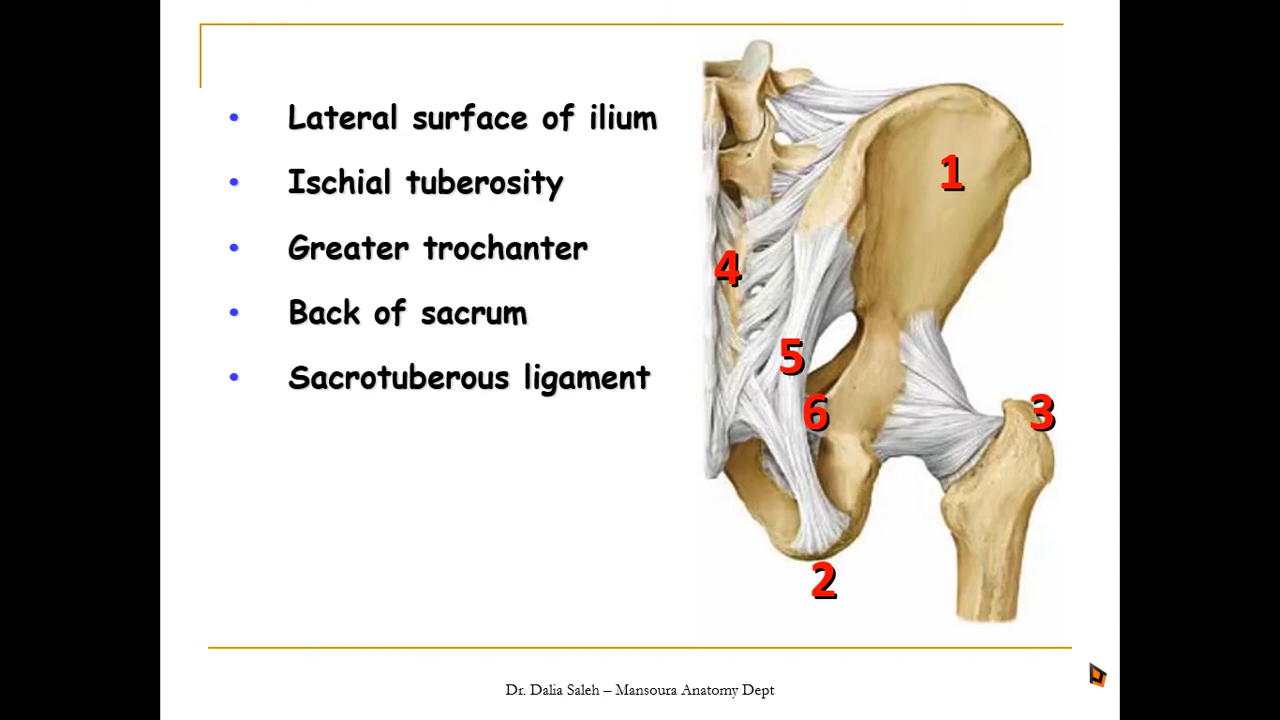 • Lateral surface of ilium
• Ischial tuberosity
• Greater trochanter
• Back of sacrum
• Sacrotuberous ligament
1
4
5
6
3
2
Dr. Dalia Saleh – Mansoura Anatomy Dept